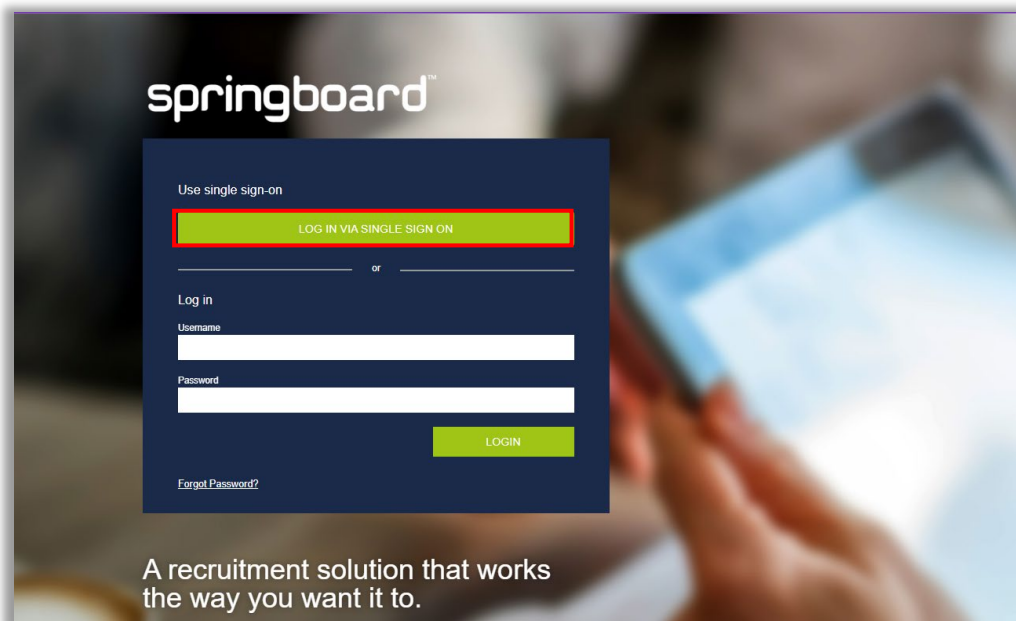 springboard™
Use single sign-on
LOG IN VIA SINGLE SIGN ON
or
Log in
Username
Password
LOGIN
Forgot Password?
A recruitment solution that works
the way you want it to.